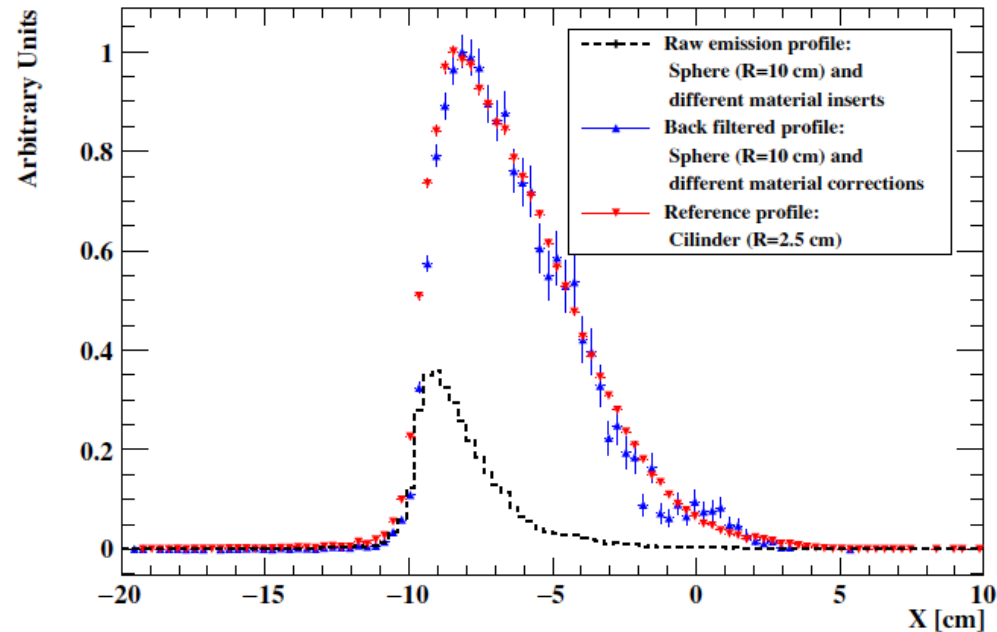 Arbitrary Units
1
0.8
0.6
0.4
0.2
0
Raw emission profile:
Sphere (R=10 cm) and
different material inserts
Back filtered profile:
Sphere (R=10 cm) and
different material corrections
Reference profile:
Cilinder (R=2.5 cm)
−20 −15 −10 −5 0 5 10
X [cm]